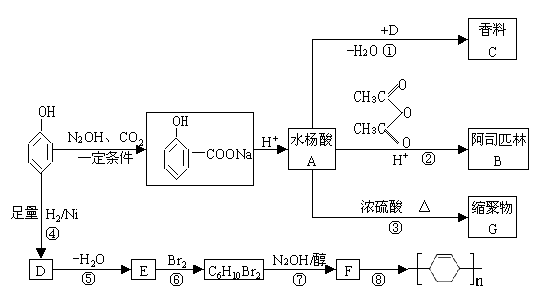 +D
-H₂O ①
香料
C
OH
N2OH、CO₂
一定条件
OH
COONa
H⁺
水杨酸
A
CH₃C
O
O
CH₃C
O
H⁺
②
阿司匹林
B
足量
H₂/Ni
④
浓硫酸 △
③
缩聚物
G
D
-H₂O
⑤
E
Br₂
⑥
C₆H₁₀Br₂
N2OH/醇
⑦
F
⑧
n